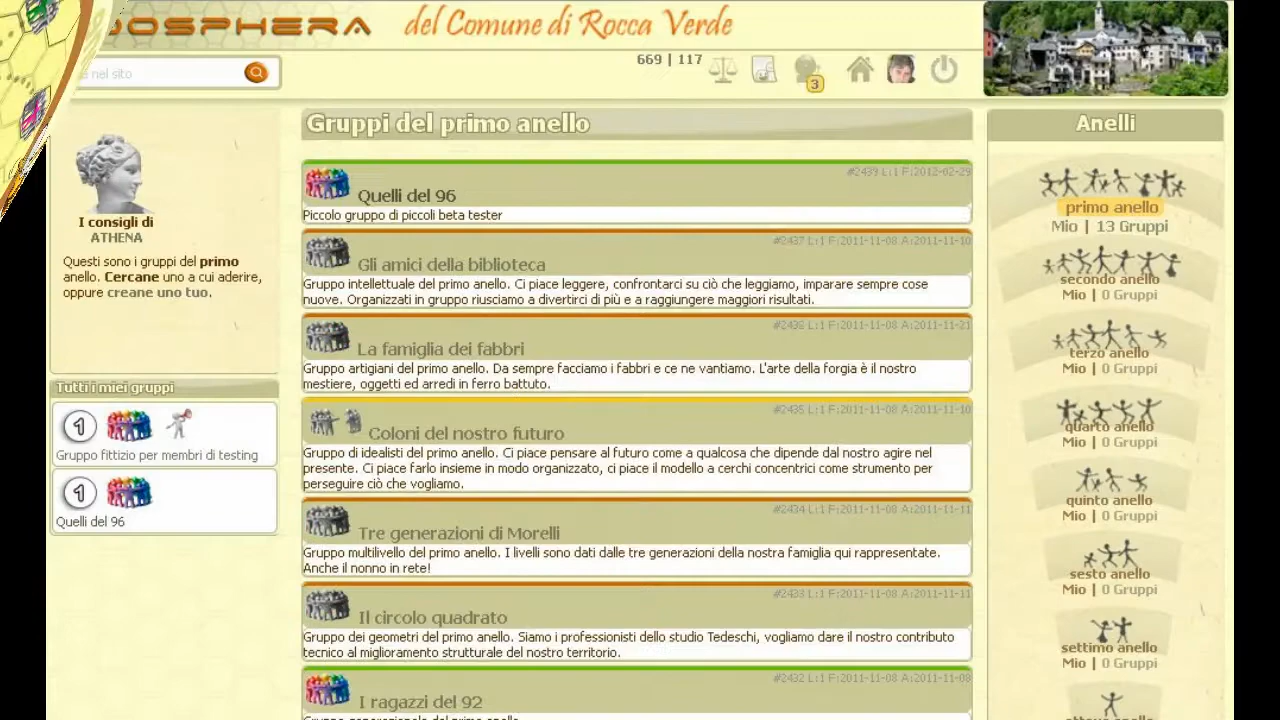 OSPHERA
del Comune di Rocca Verde
e nel sito
669 | 117
3
Gruppi del primo anello
Anelli
I consigli di
ATHENA
Questi sono i gruppi del primo
anello. Cercane uno a cui aderire,
oppure creane uno tuo.
Tutti i miei gruppi
1
Gruppo fittizio per membri di testing
1
Quelli del 96
#2439 L:1 F:2012-02-29
Quelli del 96
Piccolo gruppo di piccoli beta tester
#2437 L:1 F:2011-11-08 A:2011-11-10
Gli amici della biblioteca
Gruppo intellettuale del primo anello. Ci piace leggere, confrontarci su ciò che leggiamo, imparare sempre cose
nuove. Organizzati in gruppo riusciamo a divertirci di più e a raggiungere maggiori risultati.
#2436 L:1 F:2011-11-08 A:2011-11-21
La famiglia dei fabbri
Gruppo artigiani del primo anello. Da sempre facciamo i fabbri e ce ne vantiamo. L'arte della forgia è il nostro
mestiere, oggetti ed arredi in ferro battuto.
#2435 L:1 F:2011-11-08 A:2011-11-10
Coloni del nostro futuro
Gruppo di idealisti del primo anello. Ci piace pensare al futuro come a qualcosa che dipende dal nostro agire nel
presente. Ci piace farlo insieme in modo organizzato, ci piace il modello a cerchi concentrici come strumento per
perseguire ciò che vogliamo.
#2434 L:1 F:2011-11-08 A:2011-11-11
Tre generazioni di Morelli
Gruppo multilivello del primo anello. I livelli sono dati dalle tre generazioni della nostra famiglia qui rappresentate.
Anche il nonno in rete!
#2433 L:1 F:2011-11-08 A:2011-11-11
Il circolo quadrato
Gruppo dei geometri del primo anello. Siamo i professionisti dello studio Tedeschi, vogliamo dare il nostro contributo
tecnico al miglioramento strutturale del nostro territorio.
#2432 L:1 F:2011-11-08 A:2011-11-08
I ragazzi del 92
primo anello
Mio | 13 Gruppi
secondo anello
Mio | 0 Gruppi
terzo anello
Mio | 0 Gruppi
quarto anello
Mio | 0 Gruppi
quinto anello
Mio | 0 Gruppi
sesto anello
Mio | 0 Gruppi
settimo anello
Mio | 0 Gruppi